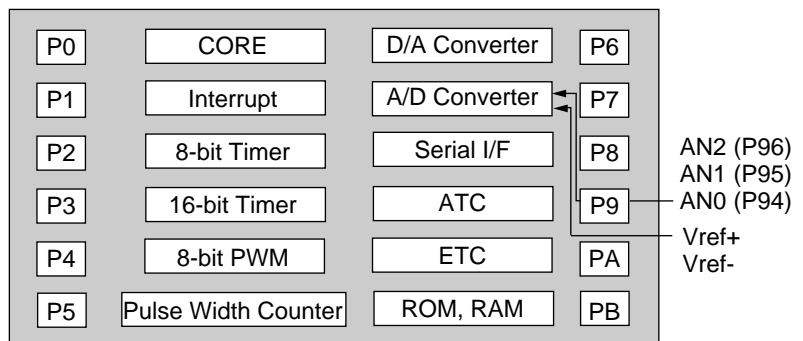 P0 CORE D/A Converter P6
P1 Interrupt A/D Converter P7
P2 8-bit Timer Serial I/F P8 AN2 (P96)
AN1 (P95)
P3 16-bit Timer ATC P9 AN0 (P94)
Vref+
P4 8-bit PWM ETC PA Vref-
P5 Pulse Width Counter ROM, RAM PB